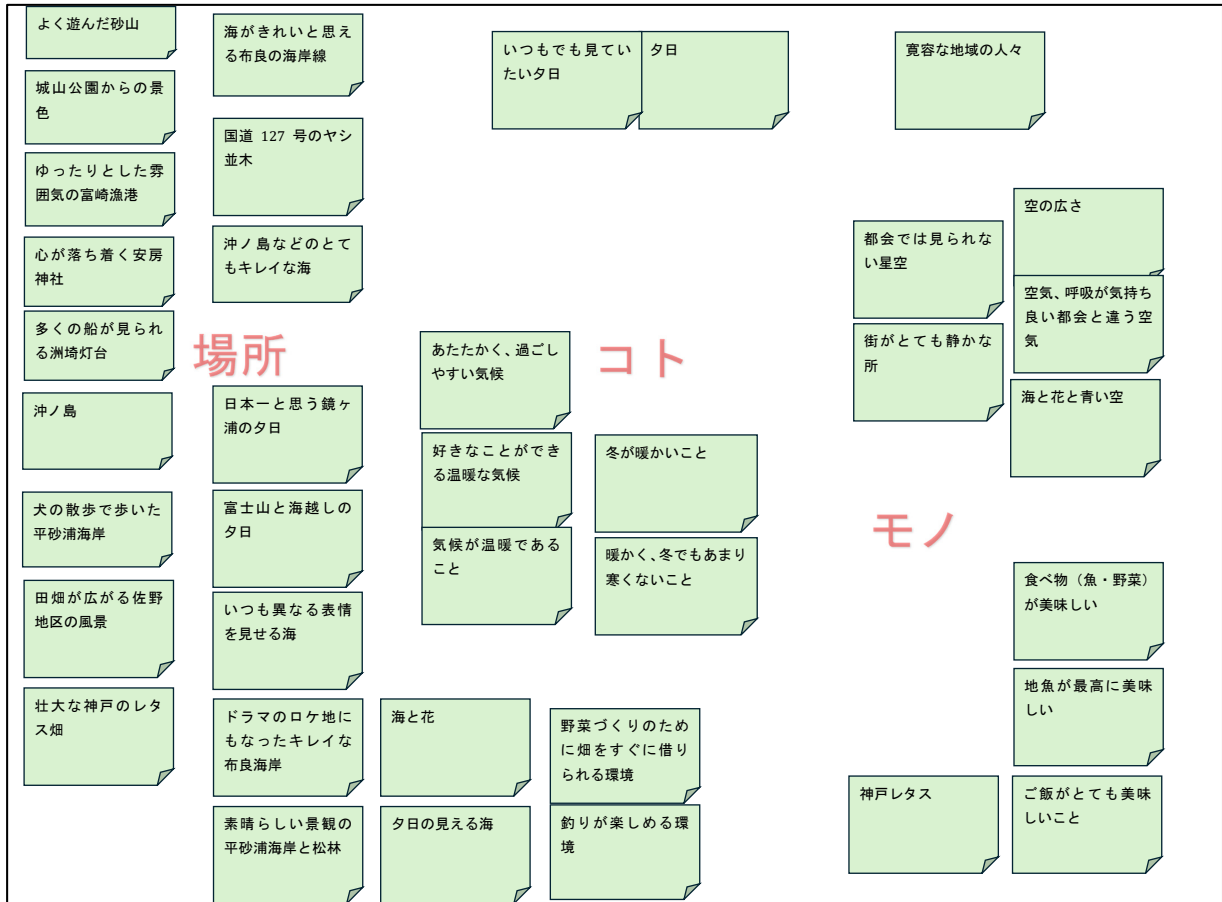 よく遊んだ砂山
城山公園からの景
色
ゆったりとした雰
囲気の富崎漁港
心が落ち着く安房
神社
多くの船が見られ
る洲埼灯台
沖ノ島
犬の散歩で歩いた
平砂浦海岸
田畑が広がる佐野
地区の風景
壮大な神戸のレタ
ス畑
海がきれいと思え
る布良の海岸線
国道 127 号のヤシ
並木
沖ノ島などのとて
もキレイな海
場所
日本一と思う鏡ヶ
浦の夕日
富士山と海越しの
夕日
いつも異なる表情
を見せる海
ドラマのロケ地に
もなったキレイな
布良海岸
素晴らしい景観の
平砂浦海岸と松林
海と花
夕日の見える海
いつもでも見てい
たい夕日
夕日
コト
あたたかく、過ごし
やすい気候
好きなことができ
る温暖な気候
気候が温暖である
こと
冬が暖かいこと
暖かく、冬でもあまり
寒くないこと
野菜づくりのため
に畑をすぐに借り
られる環境
釣りが楽しめる環
境
寛容な地域の人々
都会では見られな
い星空
街がとても静かな
所
空の広さ
空気、呼吸が気持ち
良い都会と違う空
気
海と花と青い空
モノ
食べ物（魚・野菜）
が美味しい
地魚が最高に美味
しい
神戸レタス
ご飯がとても美味
しいこと